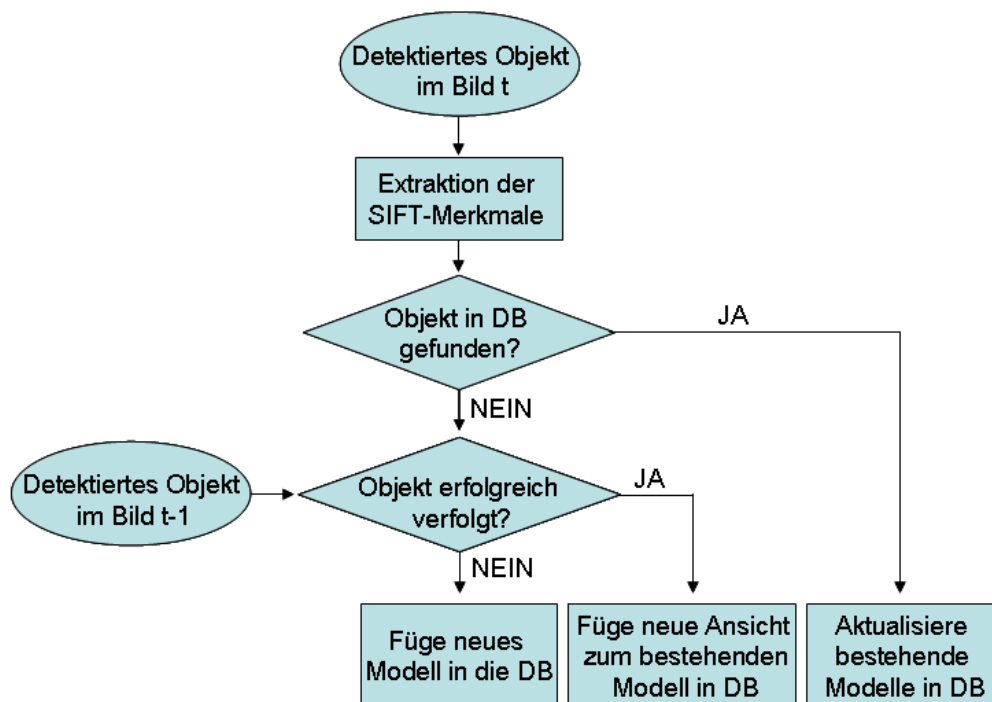 Detektiertes Objekt
im Bild t
Extraktion der
SIFT-Merkmale
Objekt in DB
gefunden?
JA
NEIN
Detektiertes Objekt
im Bild t-1
Objekt erfolgreich
verfolgt?
JA
NEIN
Füge neues
Modell in die DB
Füge neue Ansicht
zum bestehenden
Modell in DB
Aktualisiere
bestehende
Modelle in DB